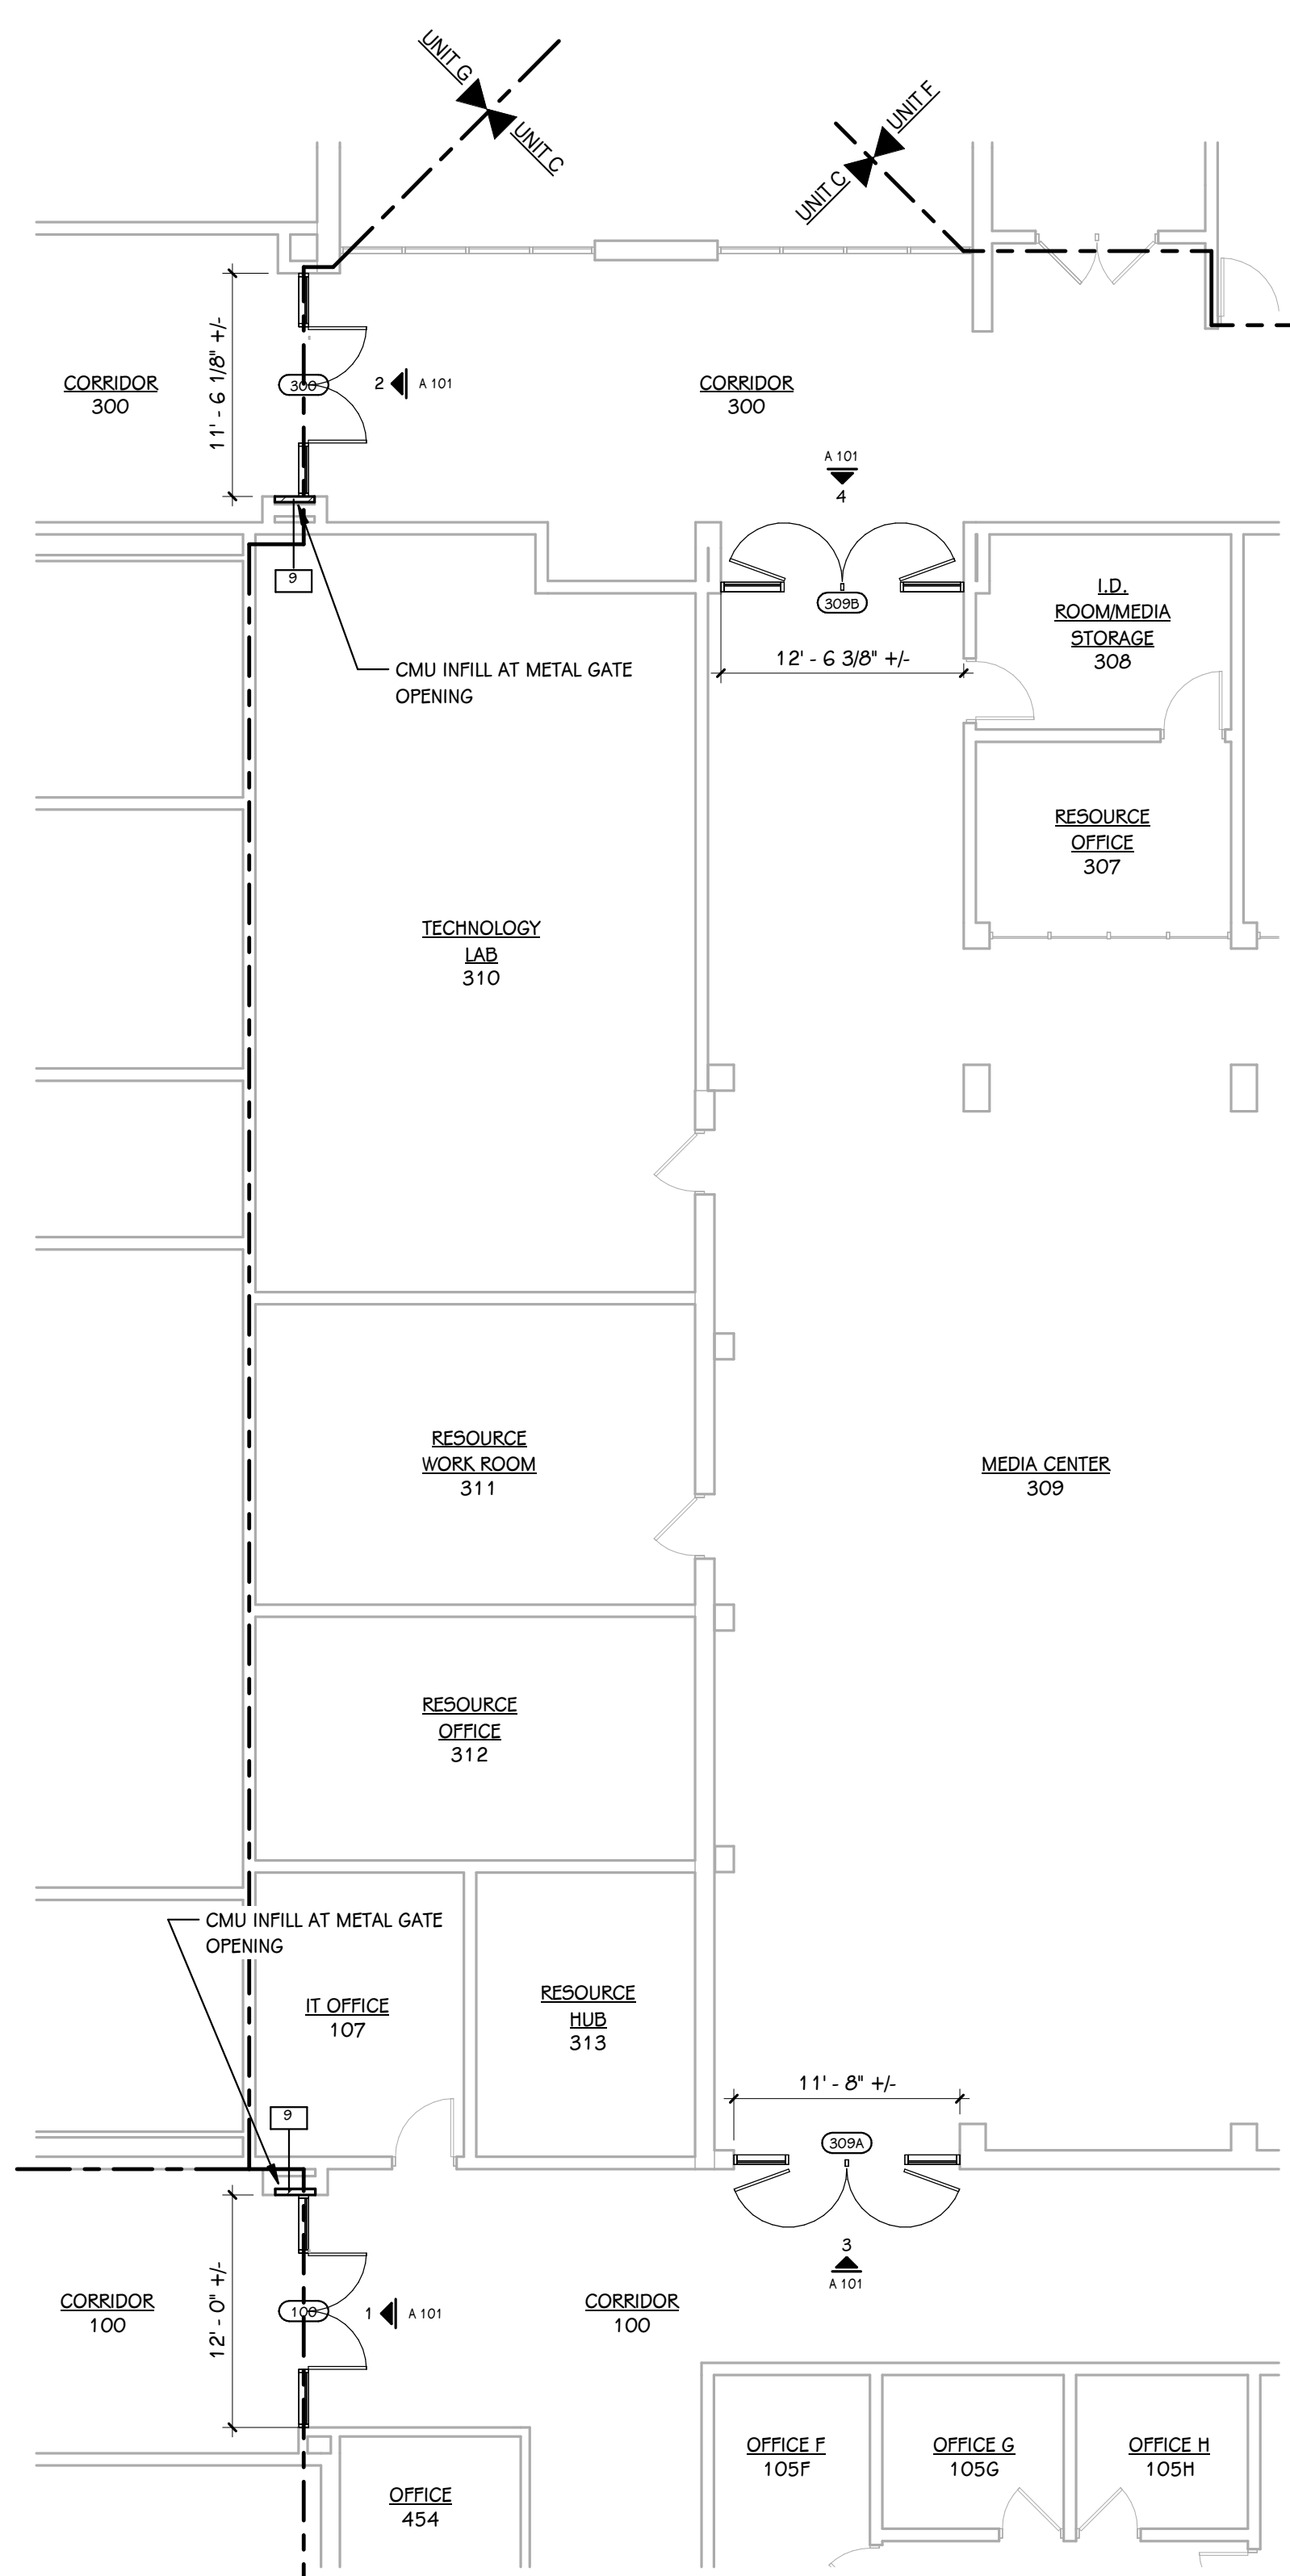 UNIT G
UNIT C
UNIT F
UNIT C
11' - 6 1/8" +/-
CORRIDOR
300
300
2
A 101
CORRIDOR
300
A 101
4
9
309B
12' - 6 3/8" +/-
I.D.
ROOM/MEDIA
STORAGE
308
CMU INFILL AT METAL GATE
OPENING
RESOURCE
OFFICE
307
TECHNOLOGY
LAB
310
RESOURCE
WORK ROOM
311
MEDIA CENTER
309
RESOURCE
OFFICE
312
CMU INFILL AT METAL GATE
OPENING
IT OFFICE
107
RESOURCE
HUB
313
11' - 8" +/-
9
309A
3
A 101
12' - 0" +/-
CORRIDOR
100
100
1
A 101
CORRIDOR
100
OFFICE F
105F
OFFICE G
105G
OFFICE H
105H
OFFICE
454